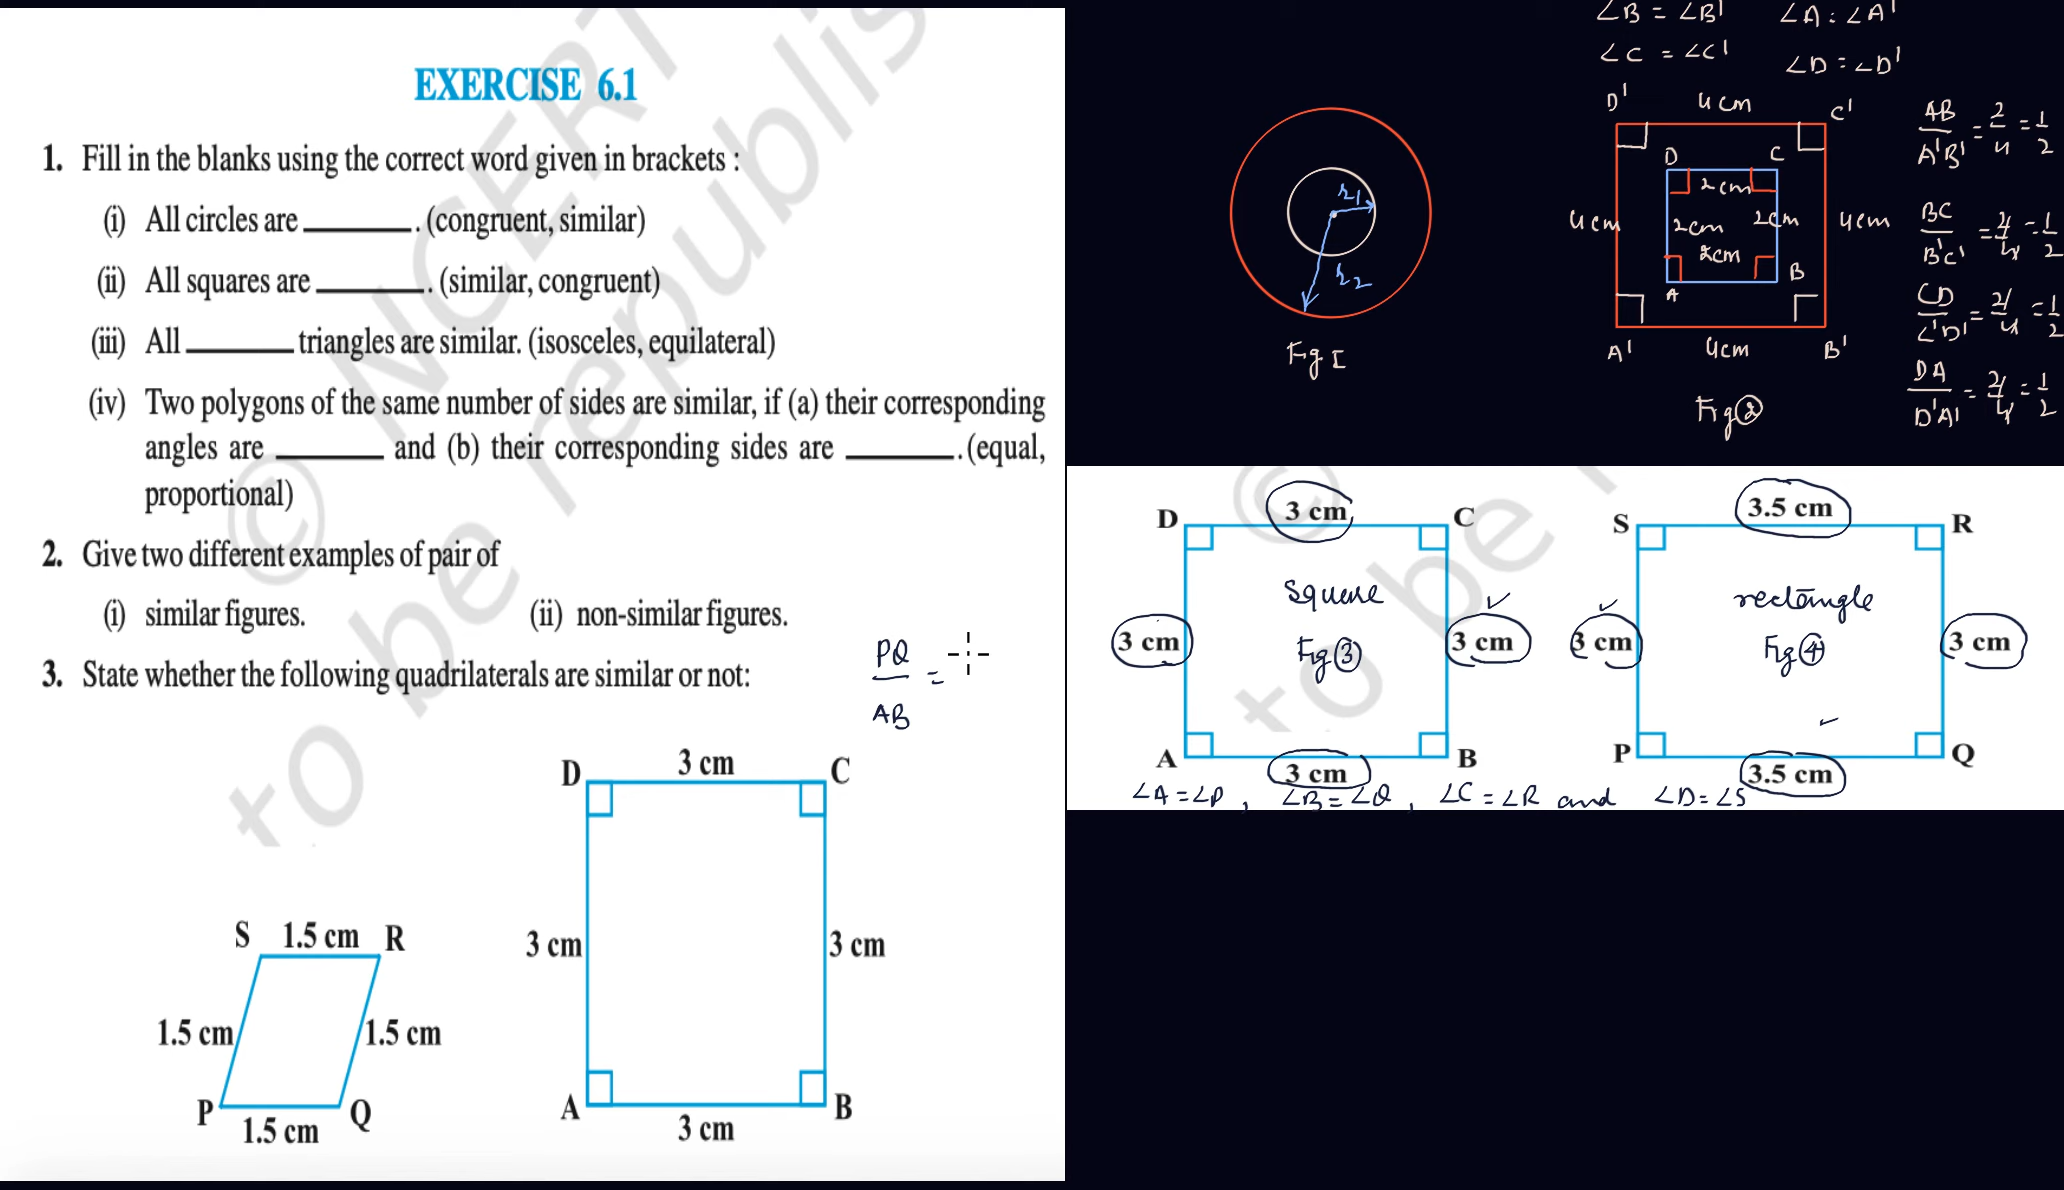 EXERCISE 6.1
1. Fill in the blanks using the correct word given in brackets :
(i) All circles are ________. (congruent, similar)
(ii) All squares are ________. (similar, congruent)
(iii) All ________ triangles are similar. (isosceles, equilateral)
(iv) Two polygons of the same number of sides are similar, if (a) their corresponding
angles are ________ and (b) their corresponding sides are ________. (equal,
proportional)
2. Give two different examples of pair of
(i) similar figures. (ii) non-similar figures.
3. State whether the following quadrilaterals are similar or not:
PQ
AB
=
S 1.5 cm R
1.5 cm 1.5 cm
P 1.5 cm Q
D 3 cm C
3 cm 3 cm
A 3 cm B
© NCERT
to be republis
∠B = ∠B' ∠A : ∠A'
∠C = ∠C' ∠D = ∠D'
r1
r2
Fig I
D' 4 cm C'
D C
2 cm
4 cm 2 cm 2 cm 4 cm
2 cm
A B
A' 4 cm B'
Fig ②
AB/A'B' = 2/4 = 1/2
BC/B'C' = 2/4 = 1/2
CD/C'D' = 2/4 = 1/2
DA/D'A' = 2/4 = 1/2
D 3 cm C
square
3 cm 3 cm
Fig ③
A 3 cm B
S 3.5 cm R
rectangle
3 cm 3 cm
Fig ④
P 3.5 cm Q
∠A = ∠P , ∠B = ∠Q , ∠C = ∠R and ∠D = ∠S
©
to be